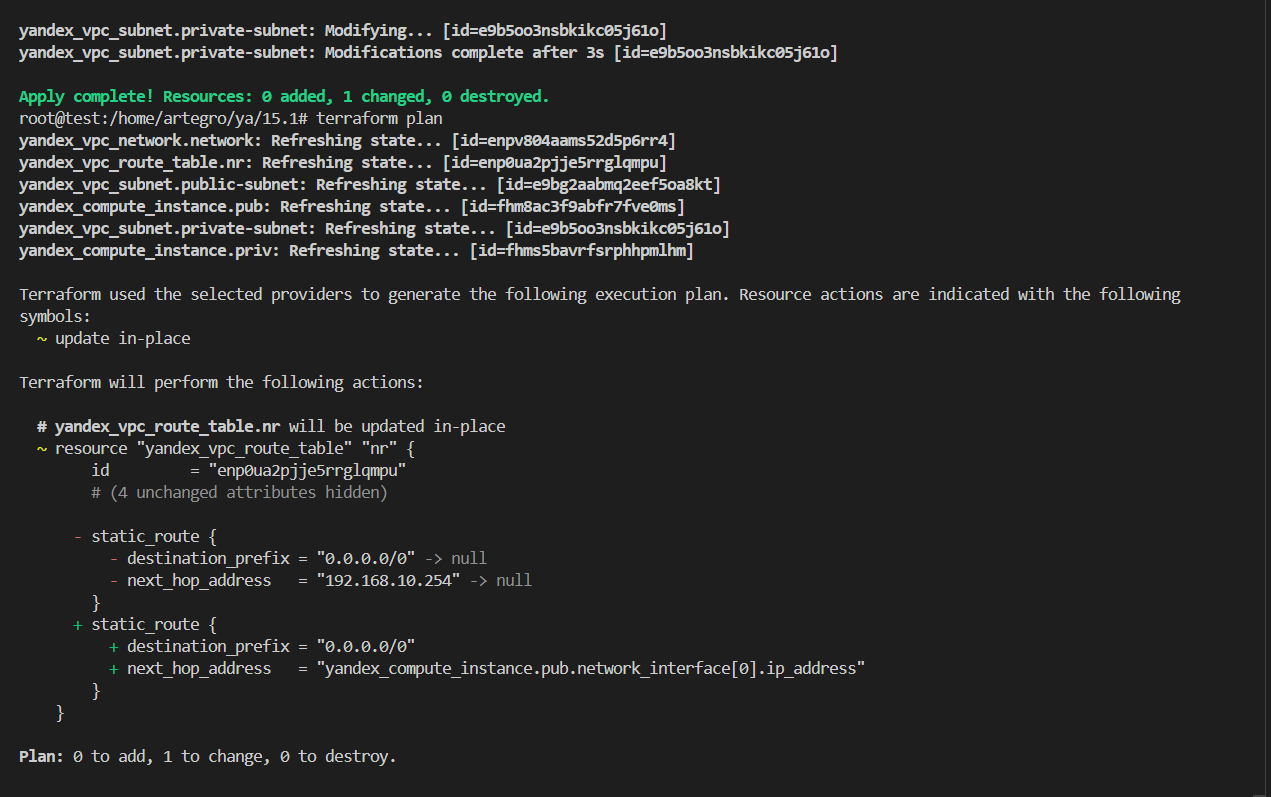 yandex_vpc_subnet.private-subnet: Modifying... [id=e9b5oo3nsbkikc05j61o]
yandex_vpc_subnet.private-subnet: Modifications complete after 3s [id=e9b5oo3nsbkikc05j61o]
Apply complete! Resources: 0 added, 1 changed, 0 destroyed.
root@test:/home/artegro/ya/15.1# terraform plan
yandex_vpc_network.network: Refreshing state... [id=enpv804aams52d5p6rr4]
yandex_vpc_route_table.nr: Refreshing state... [id=enp0ua2pjje5rrglqmpu]
yandex_vpc_subnet.public-subnet: Refreshing state... [id=e9bg2aabmq2eef5oa8kt]
yandex_compute_instance.pub: Refreshing state... [id=fhm8ac3f9abfr7fve0ms]
yandex_vpc_subnet.private-subnet: Refreshing state... [id=e9b5oo3nsbkikc05j61o]
yandex_compute_instance.priv: Refreshing state... [id=fhms5bavrfsrphhpmlhm]
Terraform used the selected providers to generate the following execution plan. Resource actions are indicated with the following
symbols:
  ~ update in-place
Terraform will perform the following actions:
  # yandex_vpc_route_table.nr will be updated in-place
  ~ resource "yandex_vpc_route_table" "nr" {
        id         = "enp0ua2pjje5rrglqmpu"
        # (4 unchanged attributes hidden)
      - static_route {
          - destination_prefix = "0.0.0.0/0" -> null
          - next_hop_address   = "192.168.10.254" -> null
        }
      + static_route {
          + destination_prefix = "0.0.0.0/0"
          + next_hop_address   = "yandex_compute_instance.pub.network_interface[0].ip_address"
        }
    }
Plan: 0 to add, 1 to change, 0 to destroy.